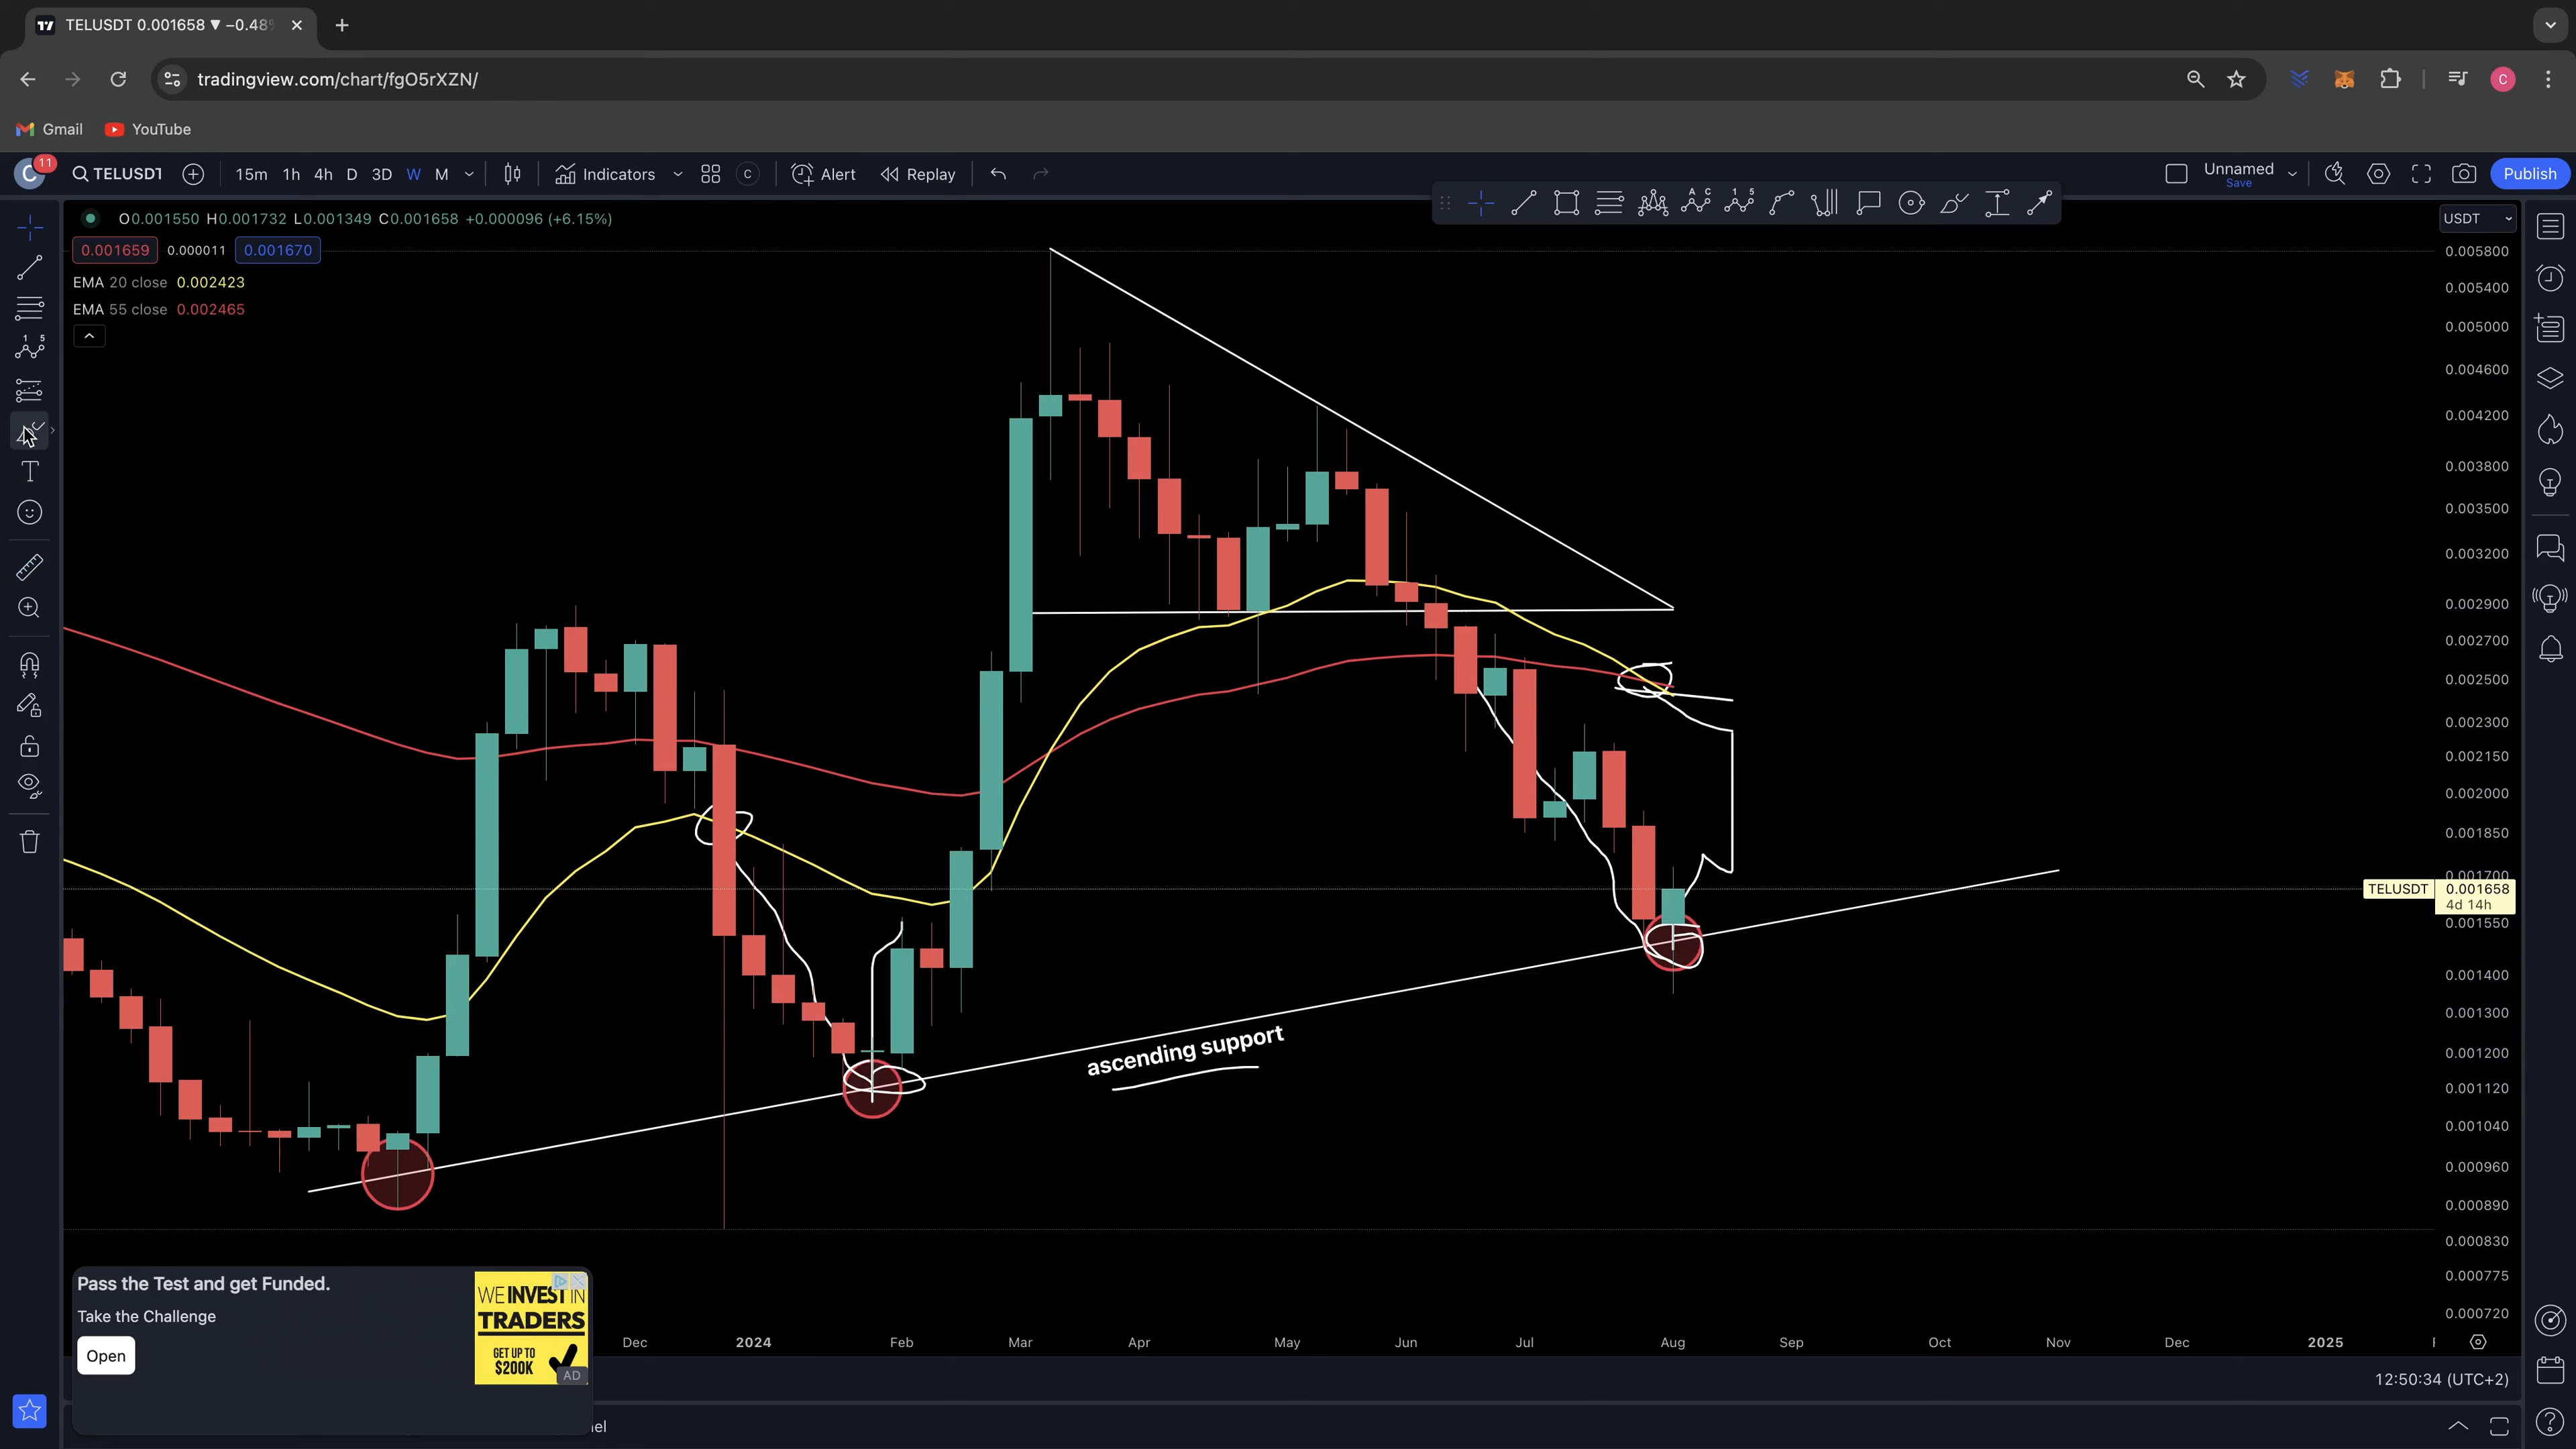 TELUSDT 0.001658 ▼ −0.48%
tradingview.com/chart/fgO5rXZN/
Gmail YouTube
C 11 TELUSDT 15m 1h 4h D 3D W M Indicators C Alert Replay Unnamed Save Publish
O0.001550 H0.001732 L0.001349 C0.001658 +0.000096 (+6.15%)
USDT
0.001659 0.000011 0.001670
EMA 20 close 0.002423
EMA 55 close 0.002465
0.005800
0.005400
0.005000
0.004600
0.004200
0.003800
0.003500
0.003200
0.002900
0.002700
0.002500
0.002300
0.002150
0.002000
0.001850
0.001700
TELUSDT 0.001658
4d 14h
0.001550
0.001400
0.001300
0.001200
0.001120
0.001040
0.000960
0.000890
0.000830
0.000775
0.000720
ascending support
Pass the Test and get Funded.
Take the Challenge
Open
WE INVEST IN
TRADERS
GET UP TO
$200K
AD
Dec 2024 Feb Mar Apr May Jun Jul Aug Sep Oct Nov Dec 2025
12:50:34 (UTC+2)